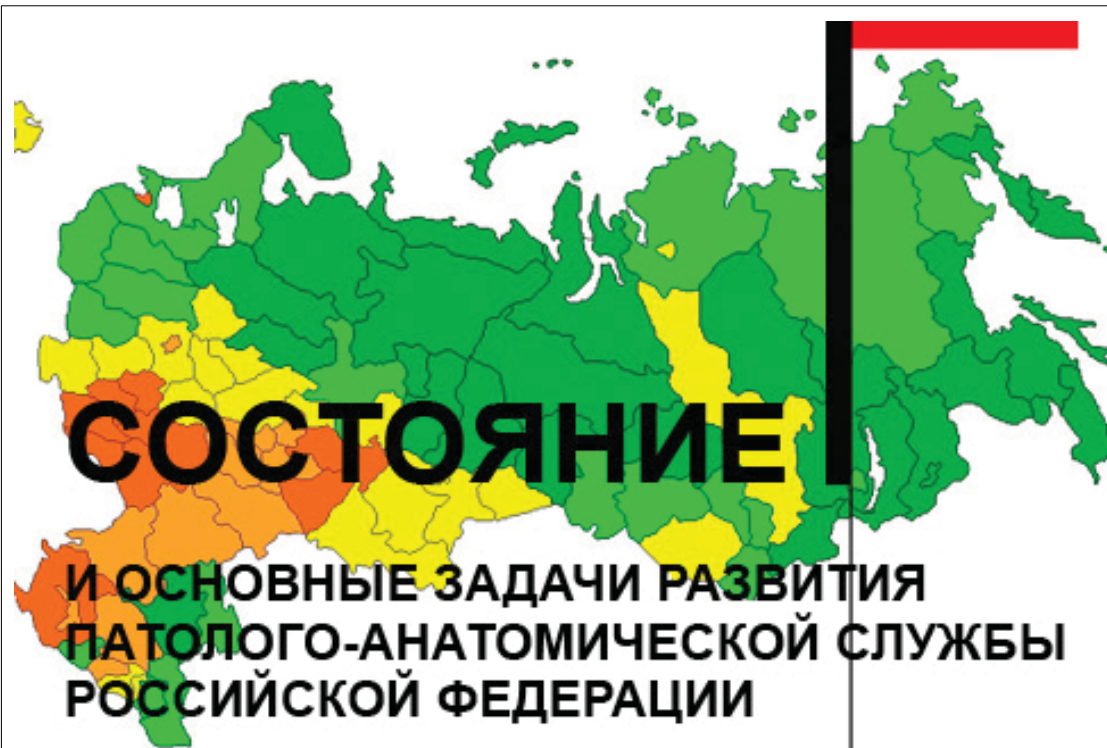 СОСТОЯНИЕ
И ОСНОВНЫЕ ЗАДАЧИ РАЗВИТИЯ
ПАТОЛОГО-АНАТОМИЧЕСКОЙ СЛУЖБЫ
РОССИЙСКОЙ ФЕДЕРАЦИИ